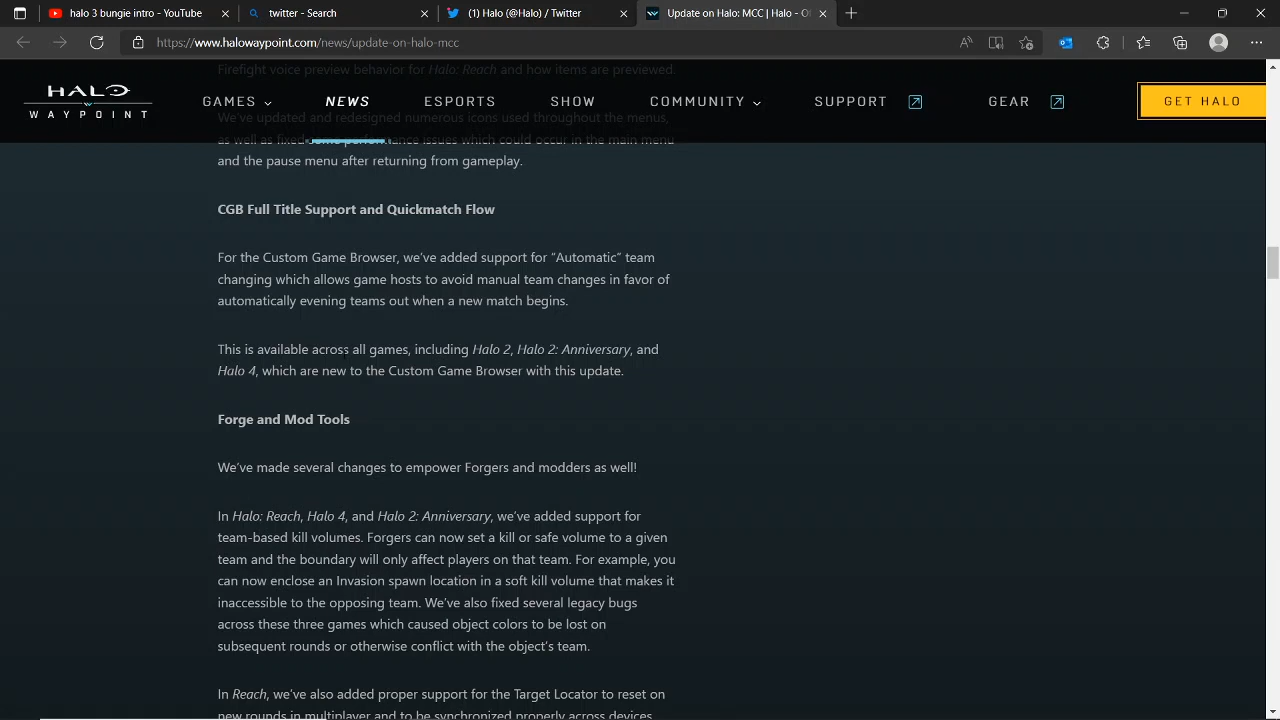 halo 3 bungie intro - YouTube
twitter - Search
(1) Halo (@Halo) / Twitter
Update on Halo: MCC | Halo - O
https://www.halowaypoint.com/news/update-on-halo-mcc
HALO
WAYPOINT
GAMES
NEWS
ESPORTS
SHOW
COMMUNITY
SUPPORT
GEAR
GET HALO
Firefight voice preview behavior for Halo: Reach and how items are previewed.
We've updated and redesigned numerous icons used throughout the menus,
as well as fixed some performance issues which could occur in the main menu
and the pause menu after returning from gameplay.
CGB Full Title Support and Quickmatch Flow
For the Custom Game Browser, we've added support for "Automatic" team
changing which allows game hosts to avoid manual team changes in favor of
automatically evening teams out when a new match begins.
This is available across all games, including Halo 2, Halo 2: Anniversary, and
Halo 4, which are new to the Custom Game Browser with this update.
Forge and Mod Tools
We've made several changes to empower Forgers and modders as well!
In Halo: Reach, Halo 4, and Halo 2: Anniversary, we've added support for
team-based kill volumes. Forgers can now set a kill or safe volume to a given
team and the boundary will only affect players on that team. For example, you
can now enclose an Invasion spawn location in a soft kill volume that makes it
inaccessible to the opposing team. We've also fixed several legacy bugs
across these three games which caused object colors to be lost on
subsequent rounds or otherwise conflict with the object's team.
In Reach, we've also added proper support for the Target Locator to reset on
new rounds in multiplayer and to be synchronized properly across devices